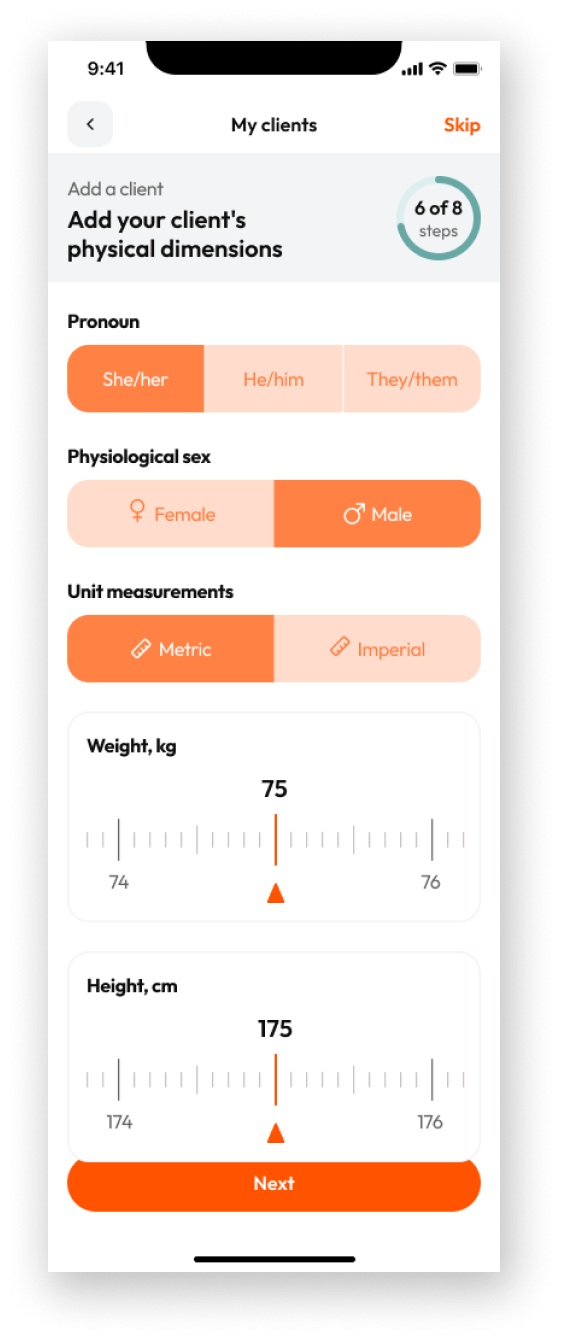 9:41
My clients
Skip
Add a client
Add your client's
physical dimensions
6 of 8
steps
Pronoun
She/her
He/him
They/them
Physiological sex
Female
Male
Unit measurements
Metric
Imperial
Weight, kg
75
74
76
Height, cm
175
174
176
Next